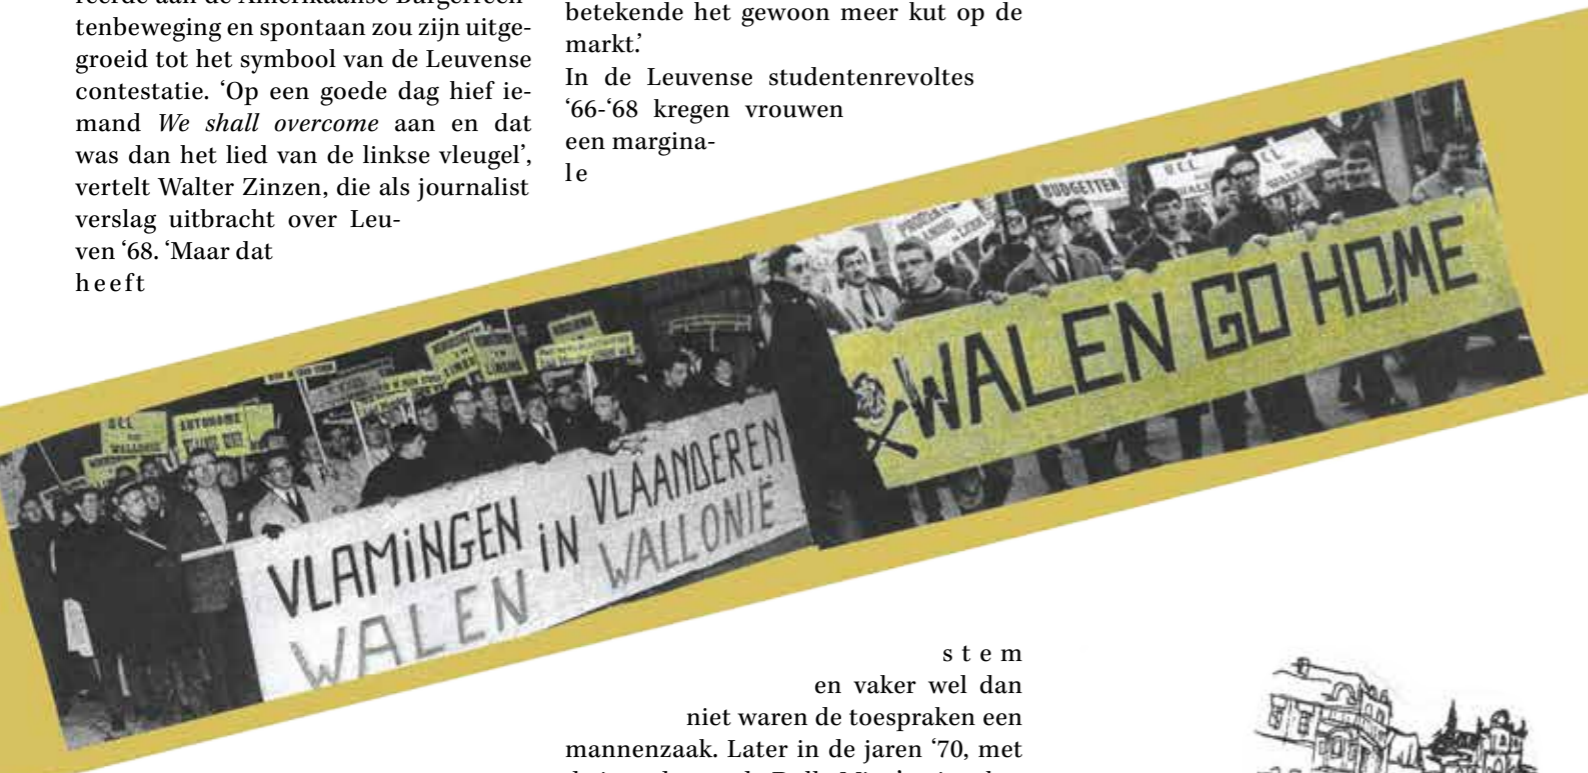 tenbeweging en spontaan zou zijn uitge-
groeid tot het symbool van de Leuvense
contestatie. ‘Op een goede dag hief ie-
mand We shall overcome aan en dat
was dan het lied van de linkse vleugel’,
vertelt Walter Zinzen, die als journalist
verslag uitbracht over Leu-
ven ‘68. ‘Maar dat
heeft
betekende het gewoon meer kut op de
markt.’
In de Leuvense studentenrevoltes
‘66-‘68 kregen vrouwen
een margina-
le
stem
en vaker wel dan
niet waren de toespraken een
mannenzaak. Later in de jaren ‘70, met
BUDGETTEN
WALEN GO HOME
U.C.L.
WALLONIE
AUTONOME
VLAMINGEN IN VLAANDEREN
WALEN WALLONIË